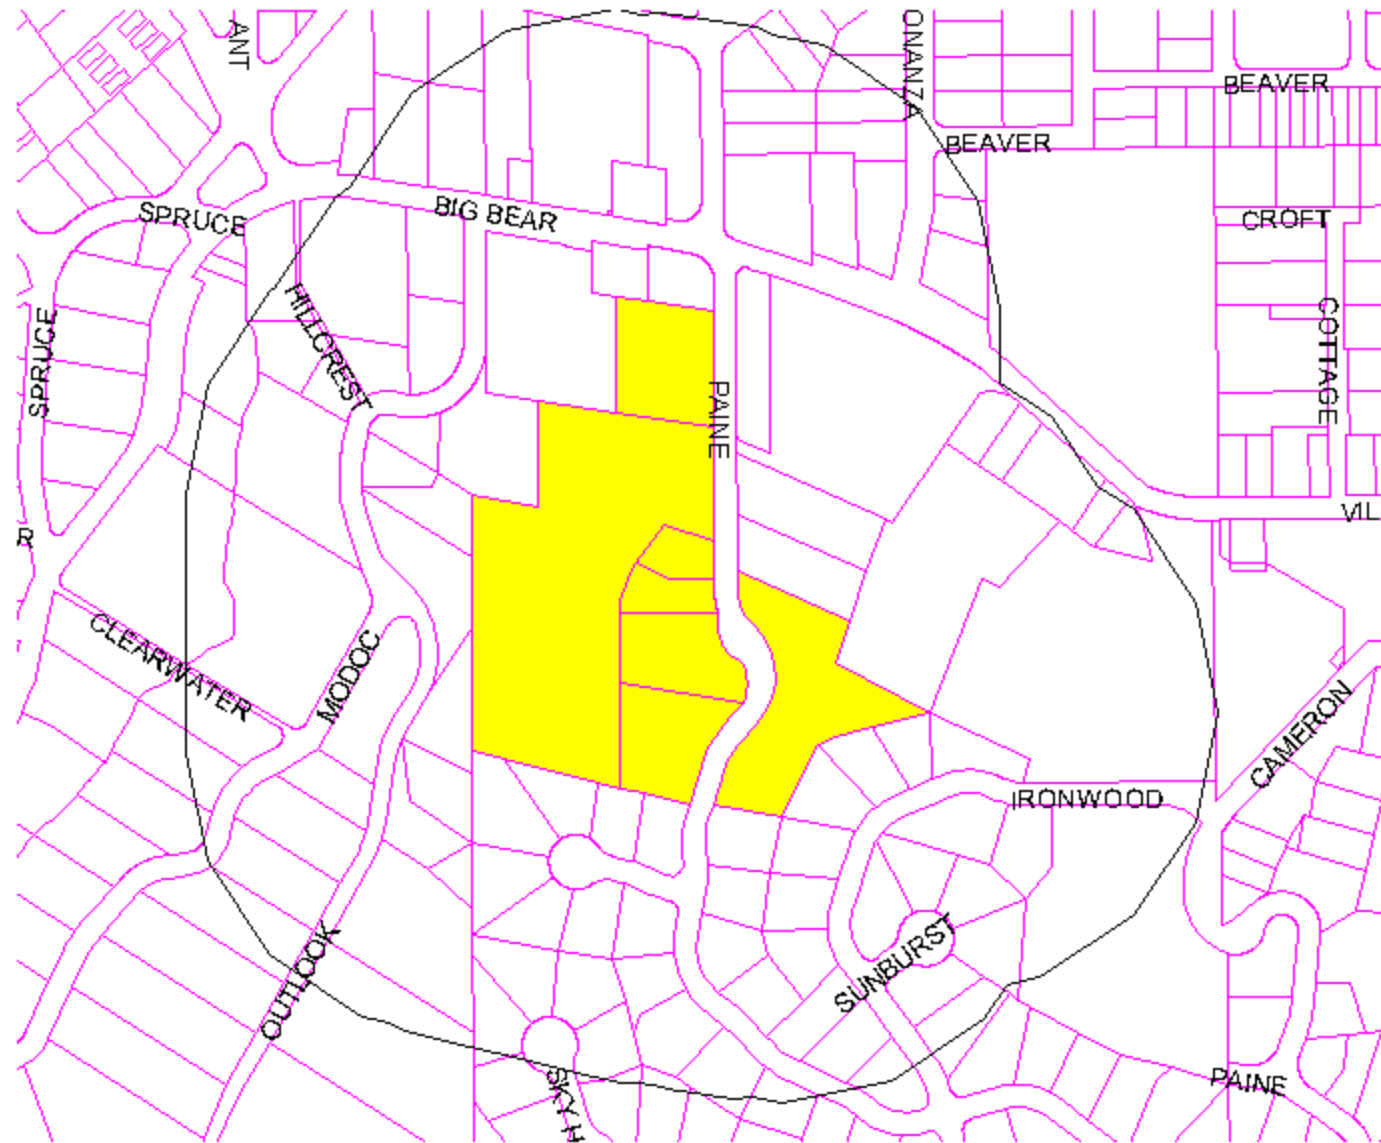 ANT
ONANZA
BEAVER
BEAVER
SPRUCE
BIG BEAR
CROFT
HILLCREST
SPRUCE
COTTAGE
PAINE
VIL
R
CLEARWATER
MODOC
CAMERON
IRONWOOD
SUNBURST
OUTLOOK
PAINE
SKY H